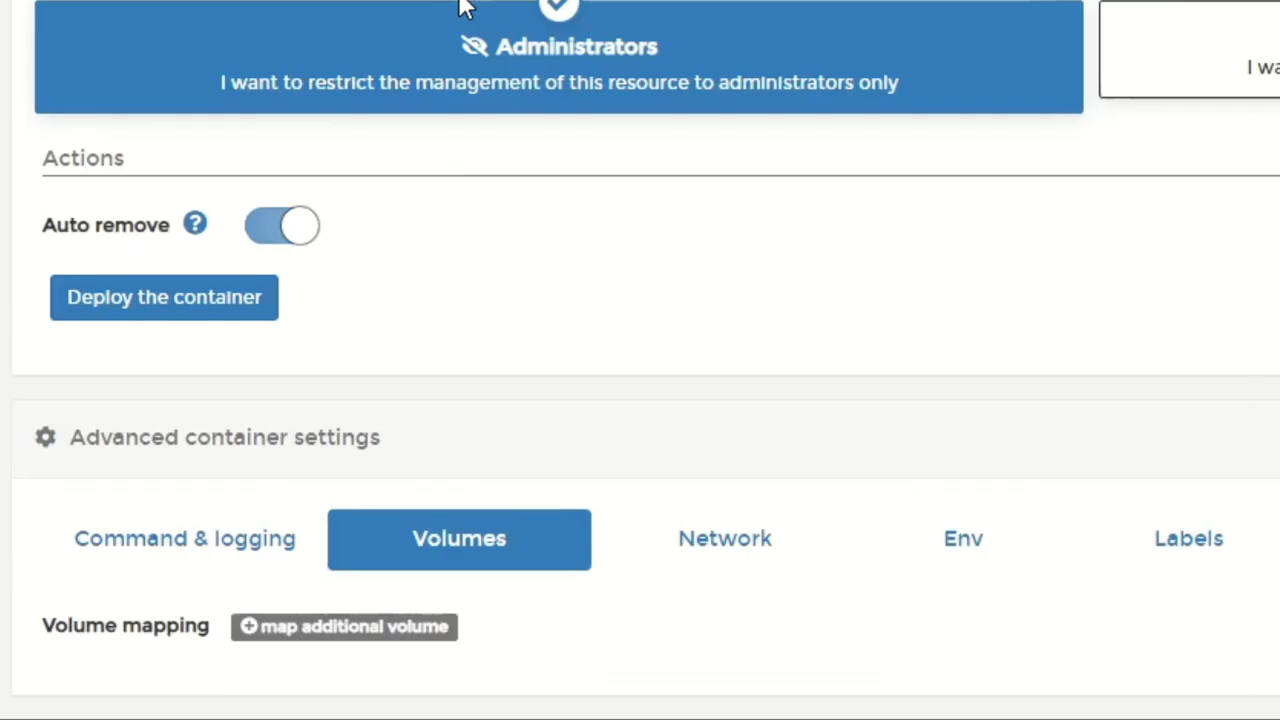 Administrators
I want to restrict the management of this resource to administrators only
I wa
Actions
Auto remove
Deploy the container
Advanced container settings
Command & logging Volumes Network Env Labels
Volume mapping map additional volume